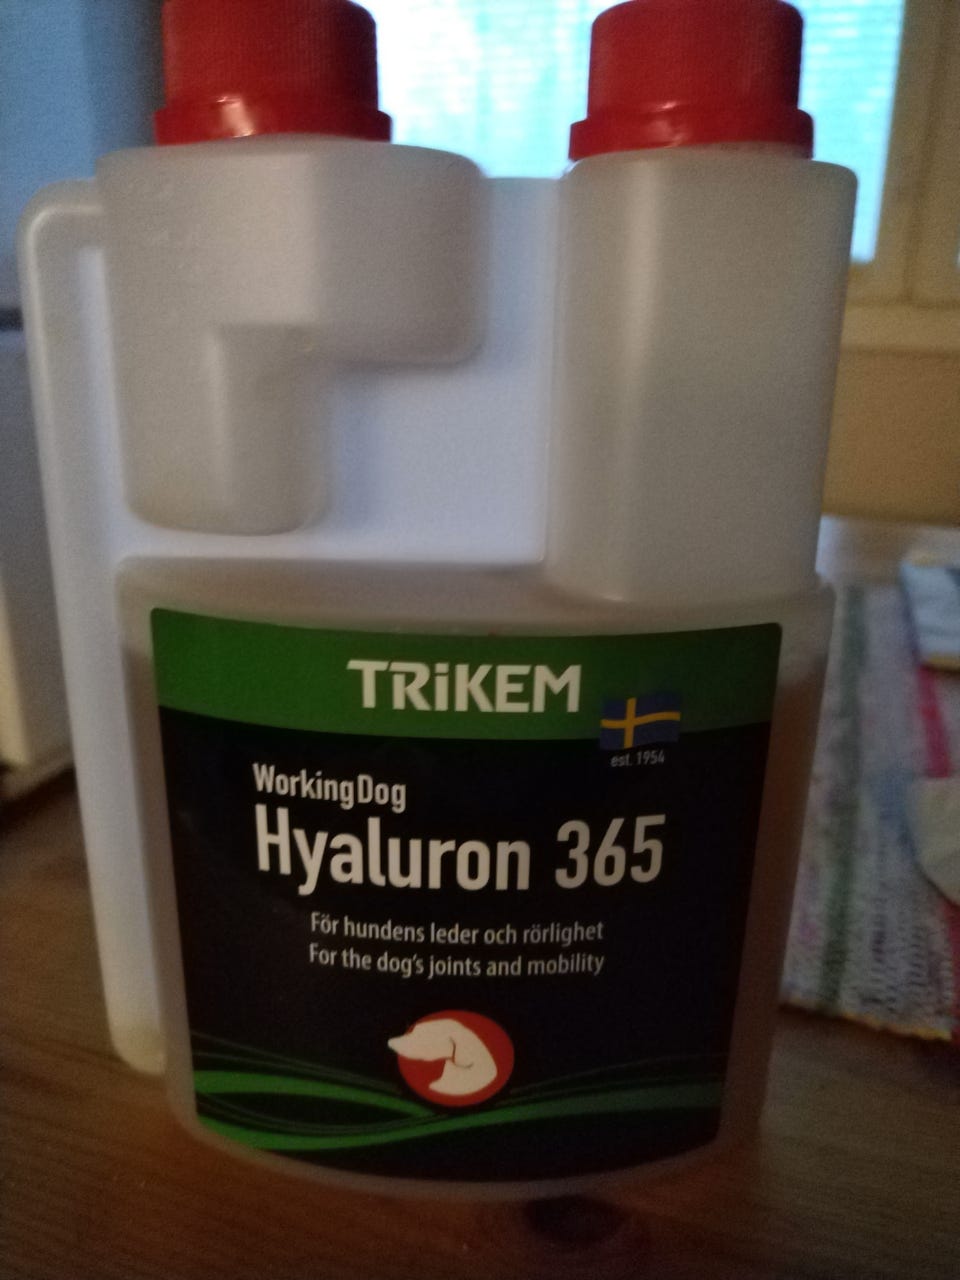 TRiKEM
est. 1954
WorkingDog
Hyaluron 365
För hundens leder och rörlighet
For the dog's joints and mobility